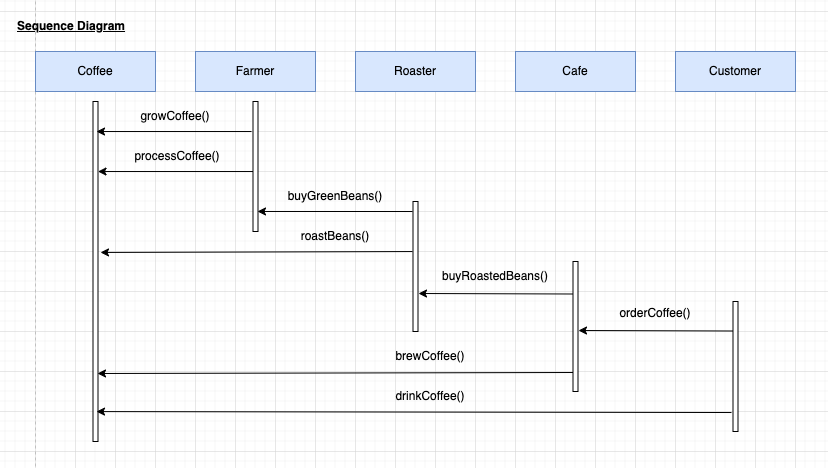 Sequence Diagram
Coffee
Farmer
Roaster
Cafe
Customer
growCoffee()
processCoffee()
buyGreenBeans()
roastBeans()
buyRoastedBeans()
orderCoffee()
brewCoffee()
drinkCoffee()